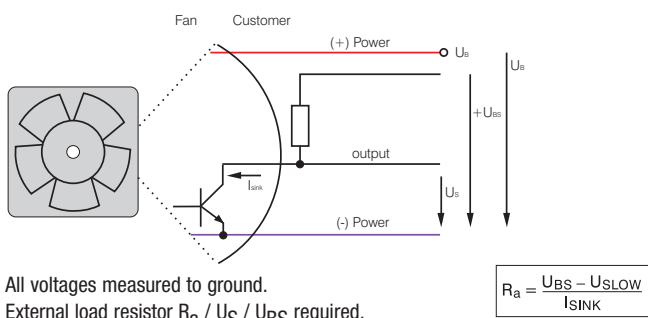 Fan Customer
(+) Power
UB
UB
+UBS
output
Isink
US
(-) Power
All voltages measured to ground.
External load resistor Ra / US / UBS required.
Ra = UBS – USLOW
ISINK